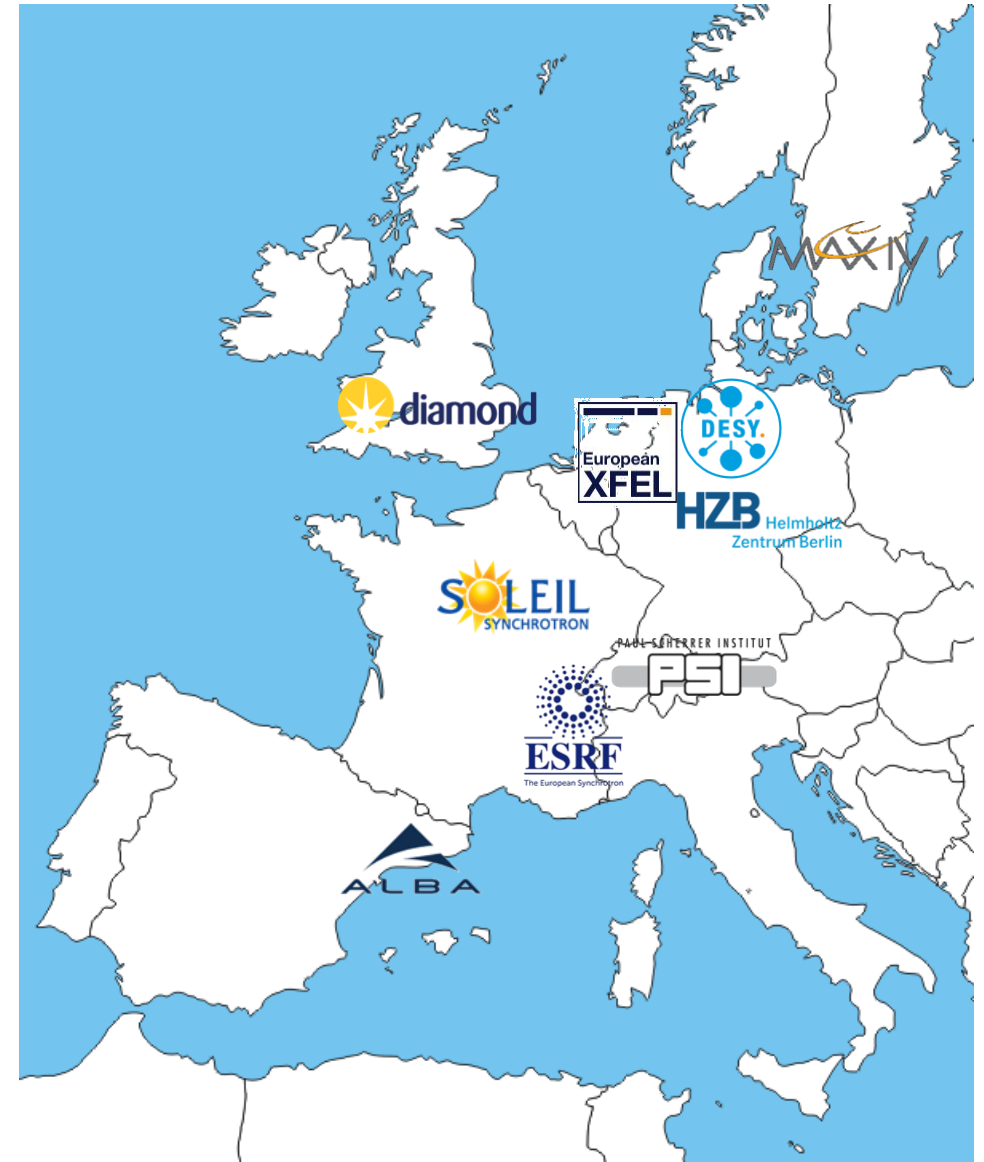 MAX IV
diamond
European
XFEL
DESY.
HZB Helmholtz
Zentrum Berlin
SOLEIL
SYNCHROTRON
PAUL SCHERRER INSTITUT
PSI
ESRF
The European Synchrotron
ALBA